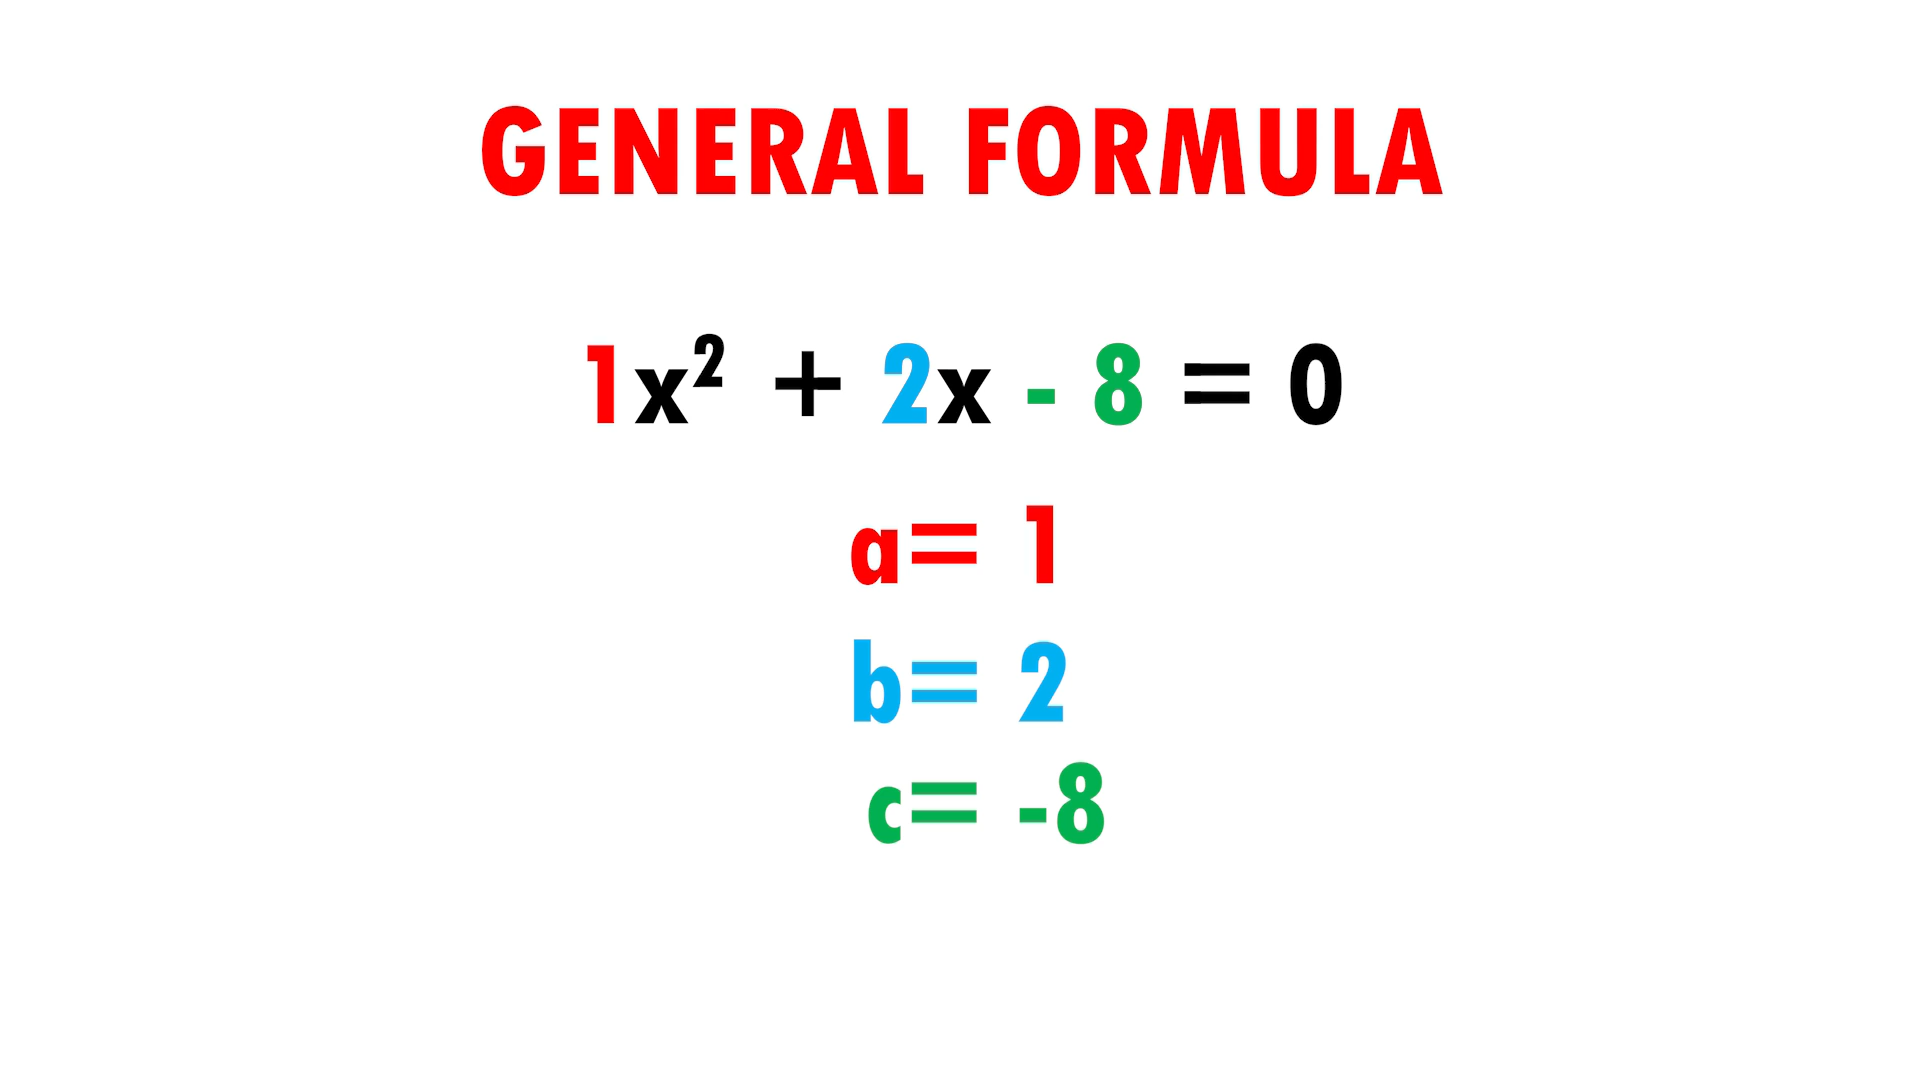 GENERAL FORMULA
1x² + 2x - 8 = 0
a= 1
b= 2
c= -8